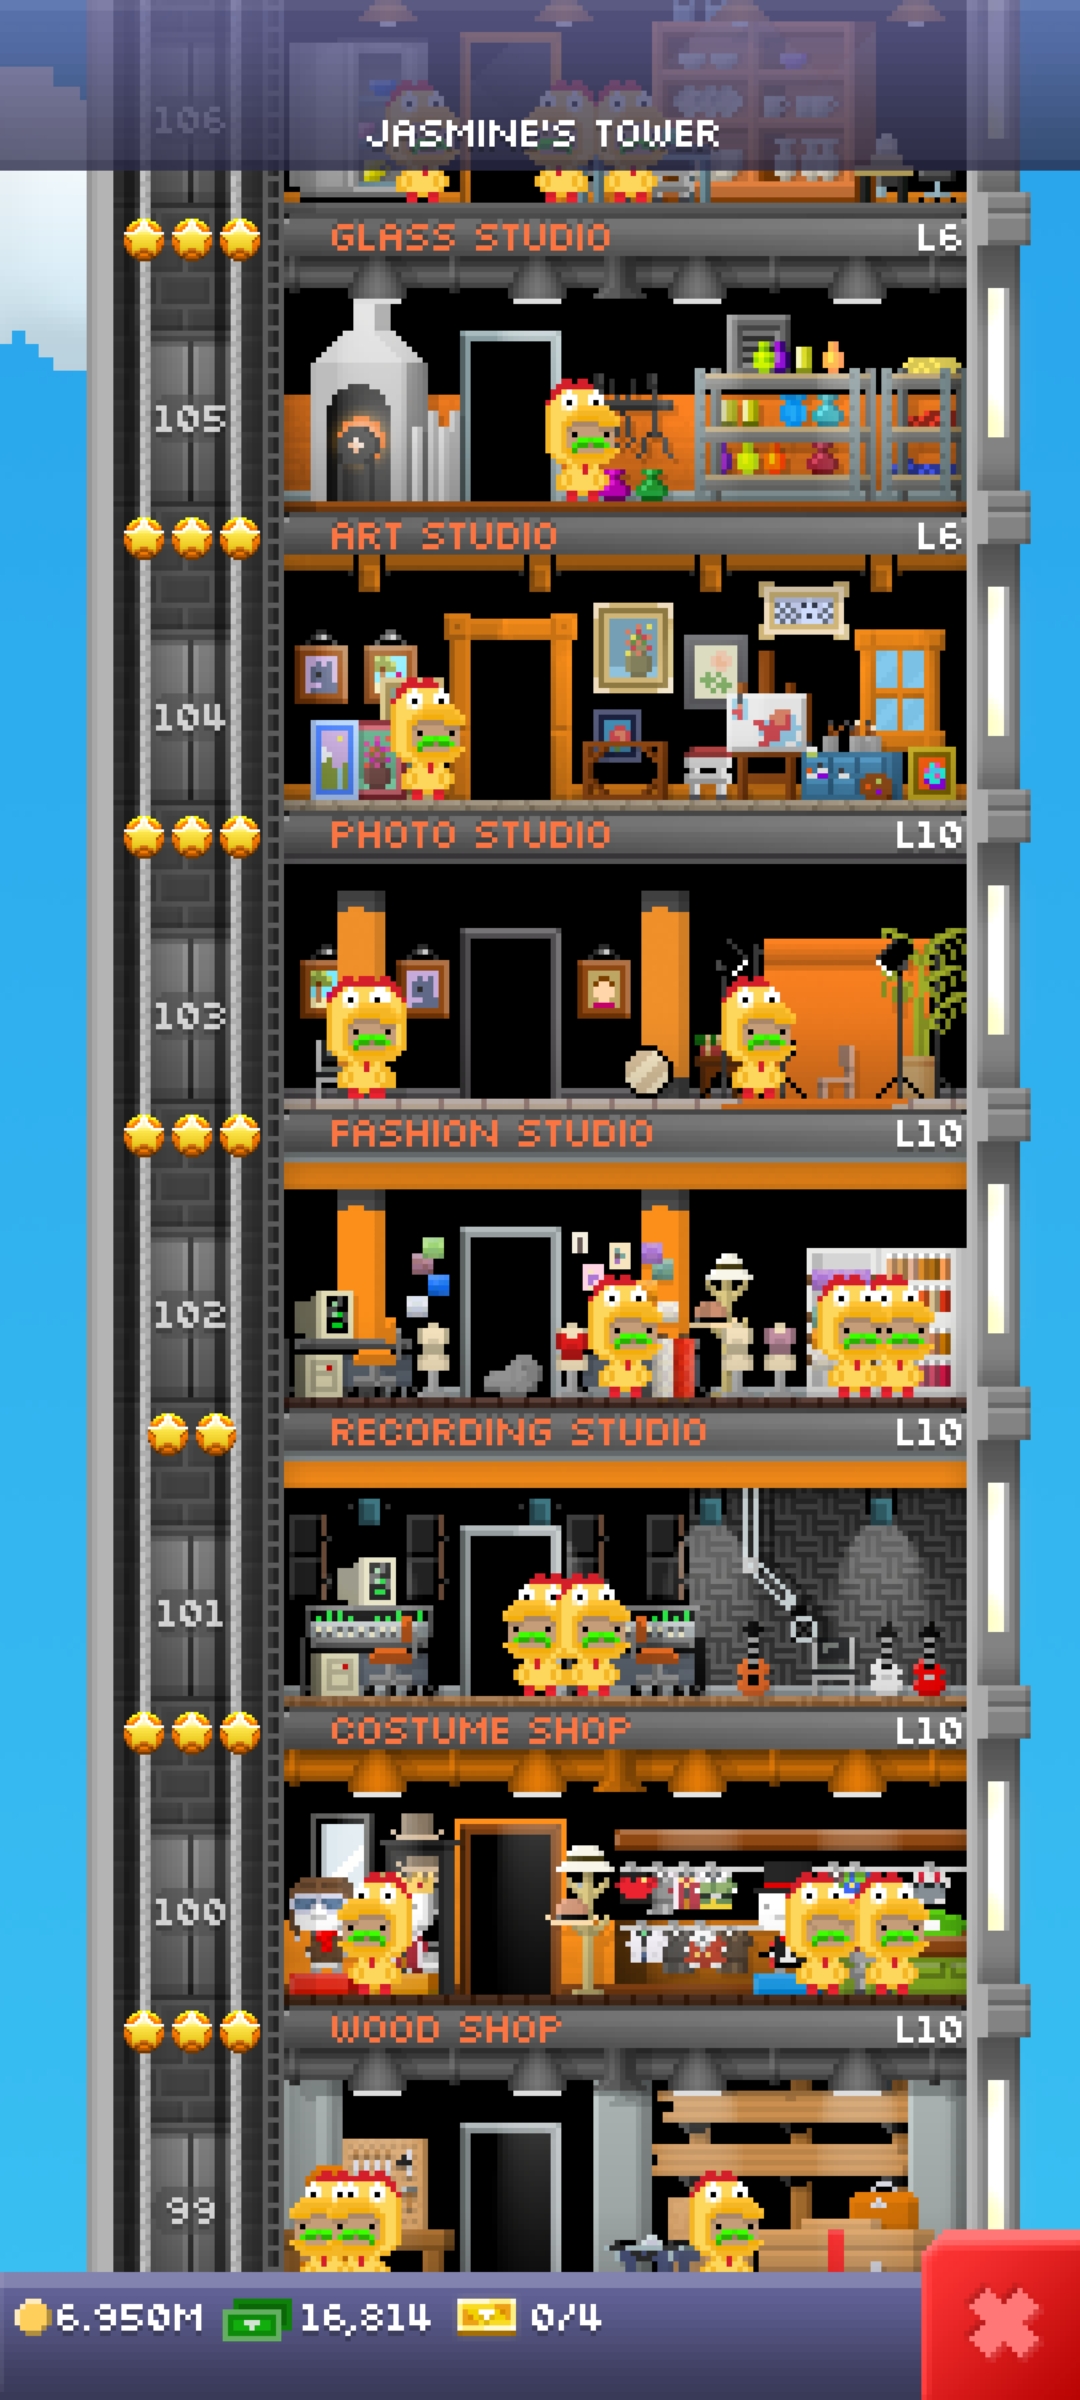 106
JASMINE'S TOWER
GLASS STUDIO L6
105
ART STUDIO L6
104
PHOTO STUDIO L10
103
FASHION STUDIO L10
102
RECORDING STUDIO L10
101
COSTUME SHOP L10
100
WOOD SHOP L10
99
6.950M 16,814 0/4